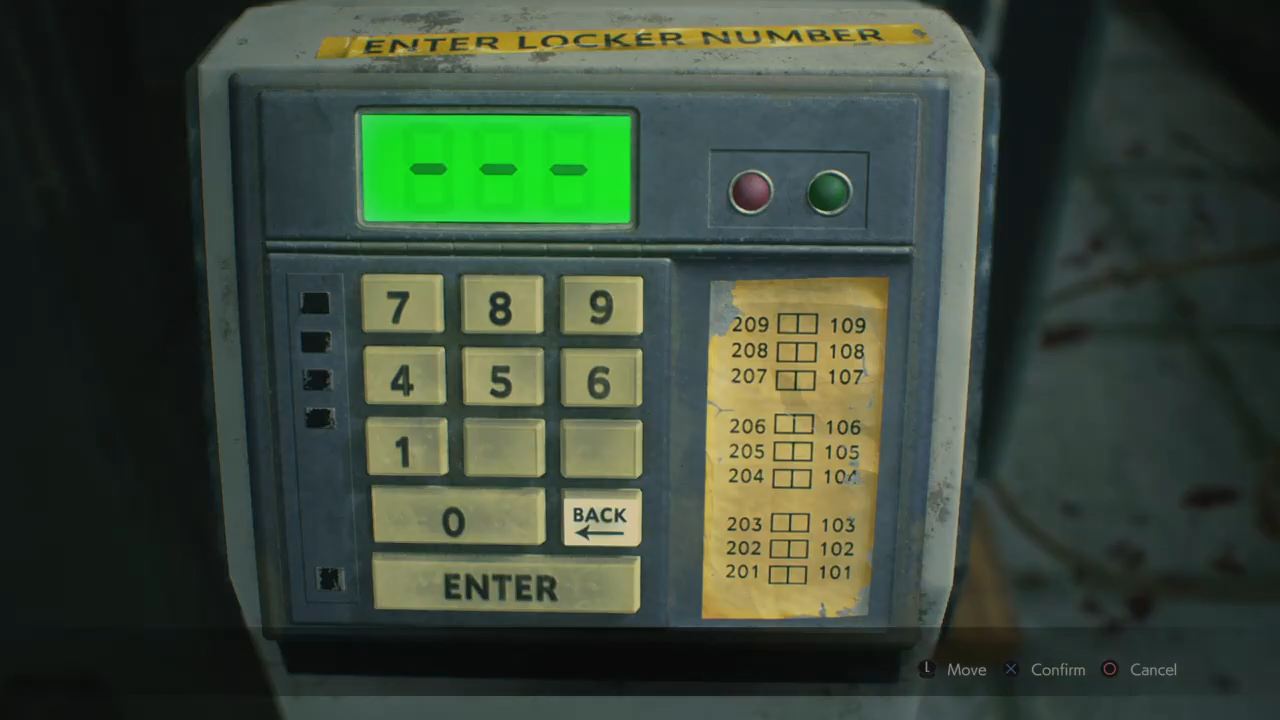 ENTER LOCKER NUMBER
- - -
7 8 9
4 5 6
1
0 BACK
ENTER
209 109
208 108
207 107
206 106
205 105
204 104
203 103
202 102
201 101
L Move Confirm Cancel